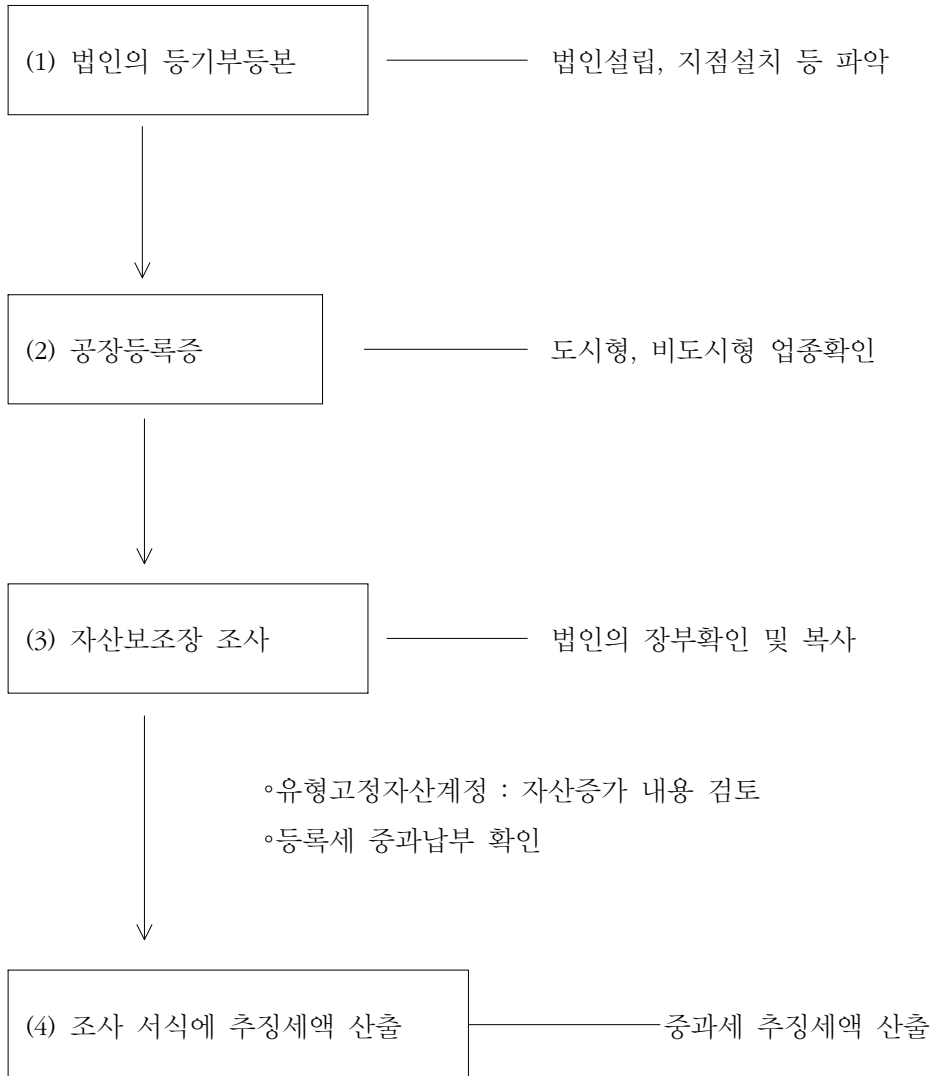 (1) 법인의 등기부등본 법인설립, 지점설치 등 파악
(2) 공장등록증 도시형, 비도시형 업종확인
(3) 자산보조장 조사 법인의 장부확인 및 복사
∘유형고정자산계정 : 자산증가 내용 검토
∘등록세 중과납부 확인
(4) 조사 서식에 추징세액 산출 중과세 추징세액 산출